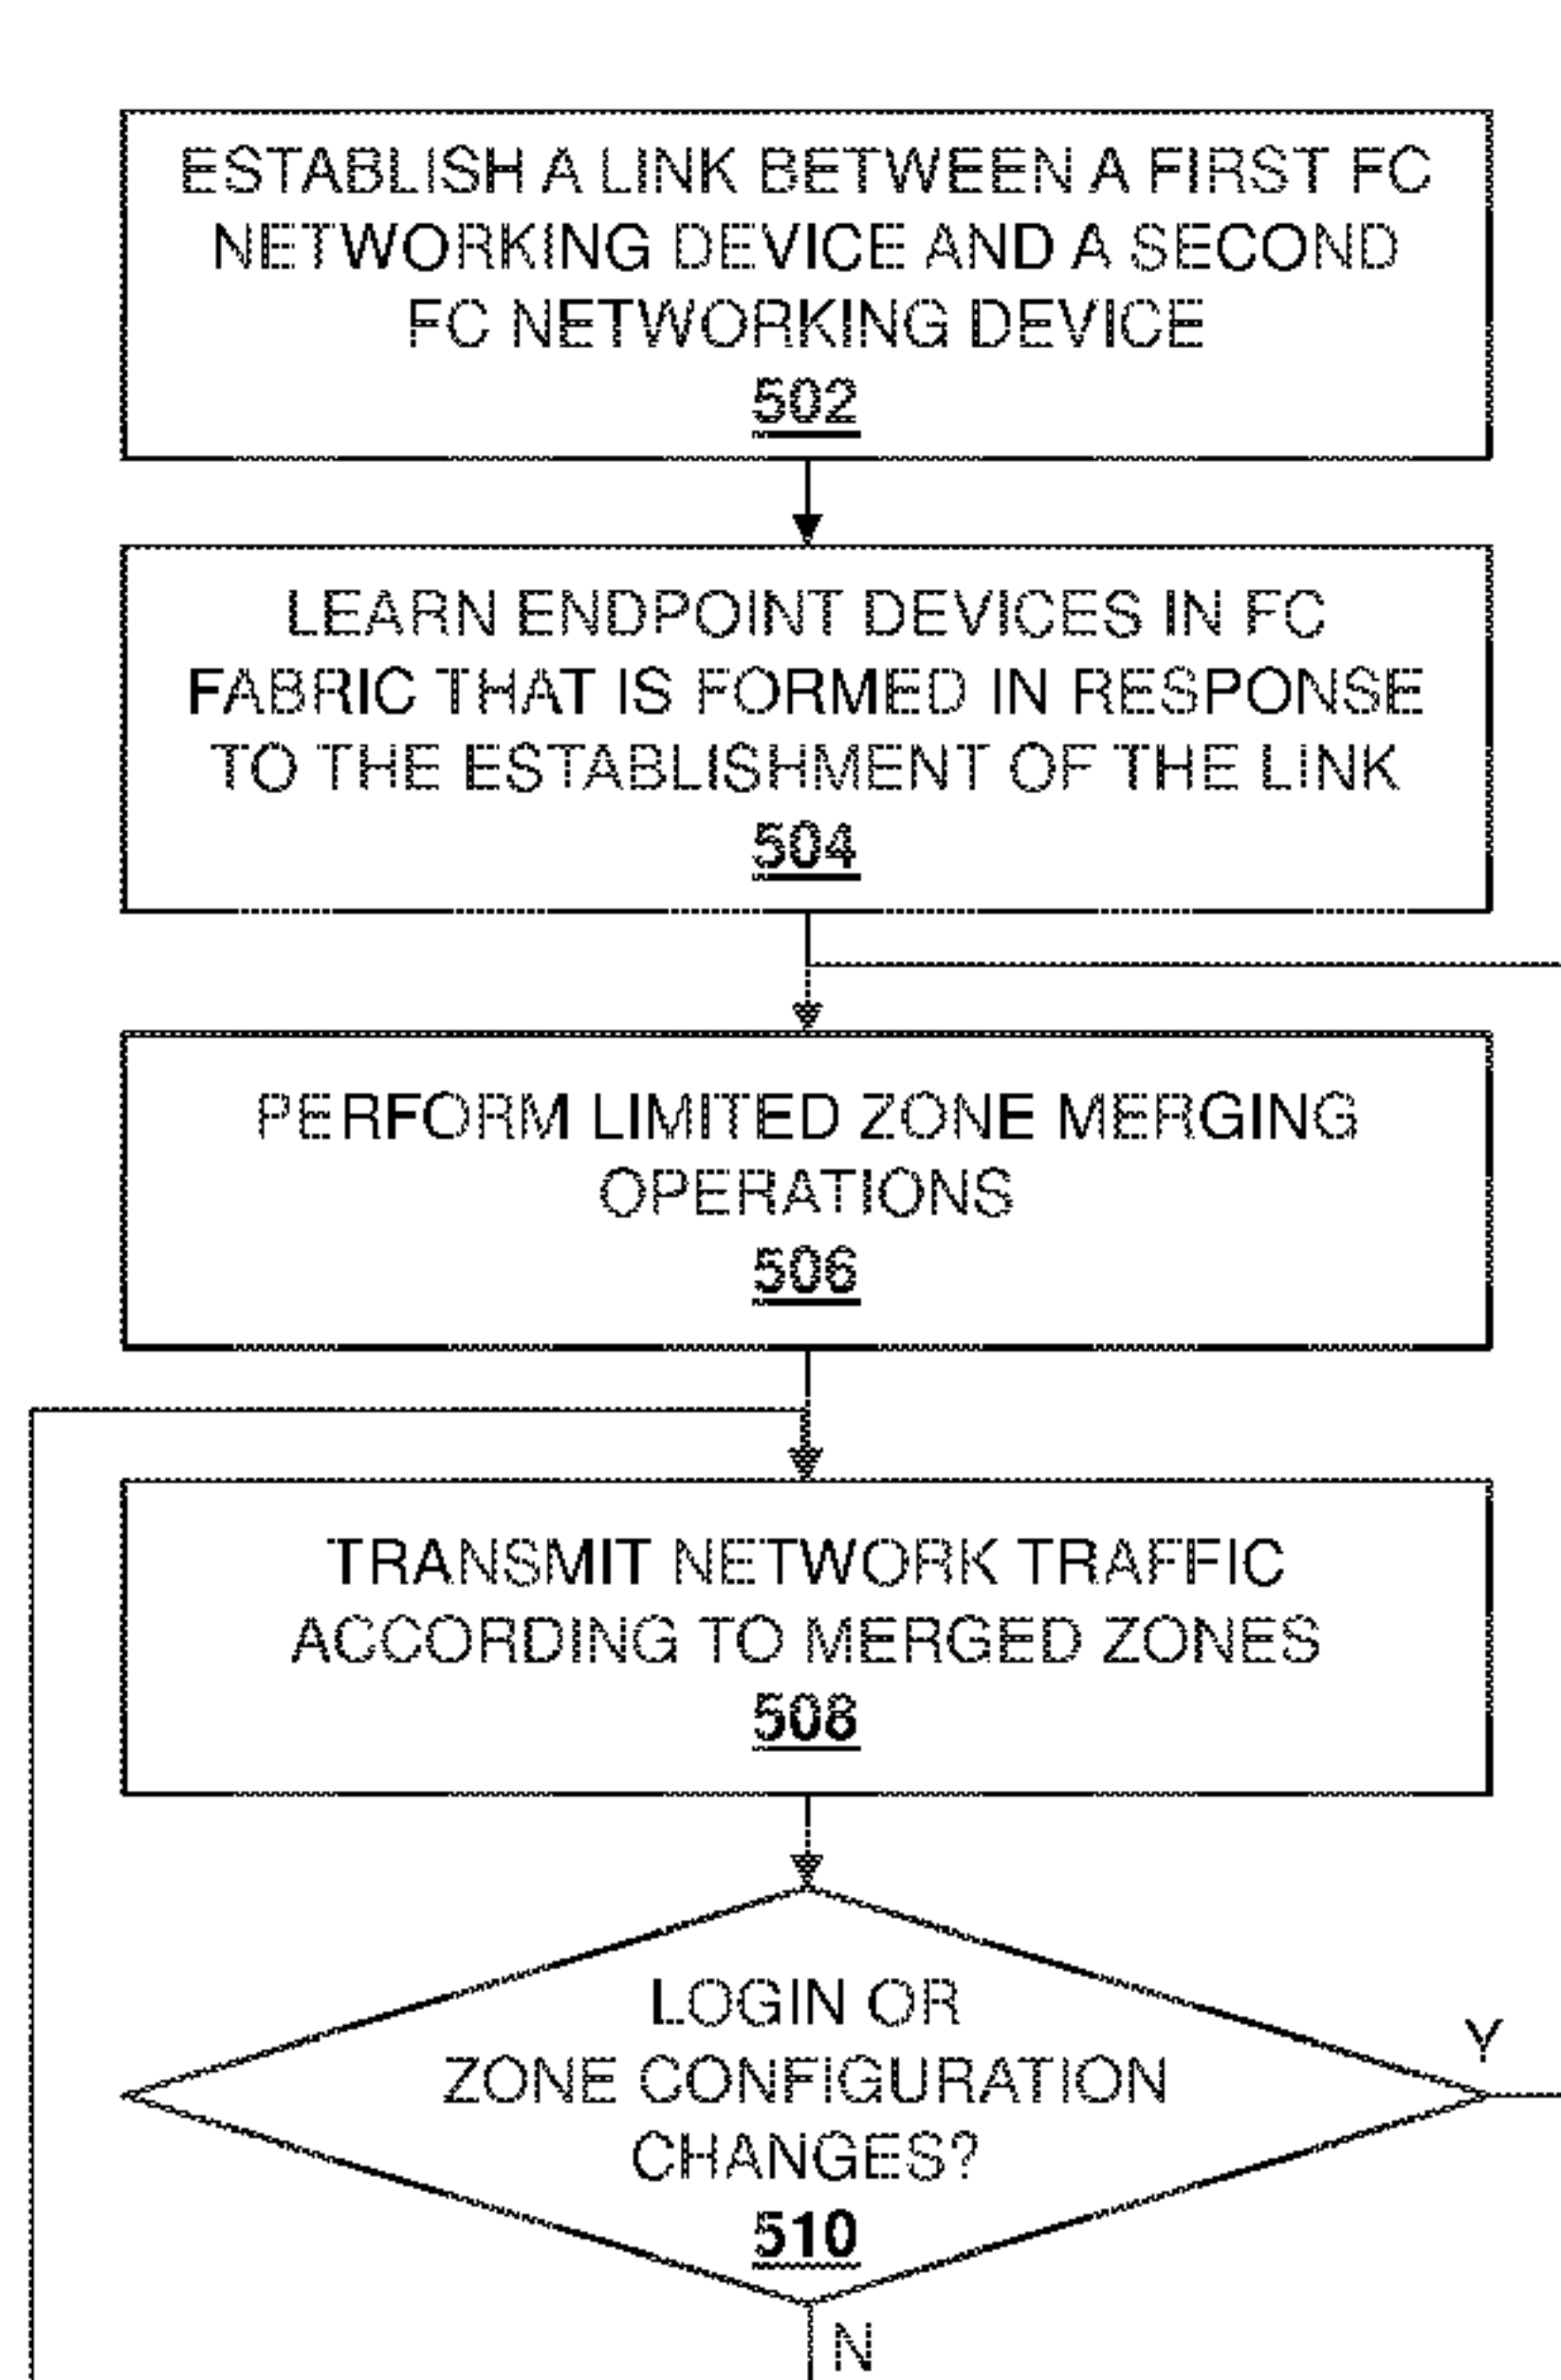 ESTABLISH A LINK BETWEEN A FIRST FC
NETWORKING DEVICE AND A SECOND
FC NETWORKING DEVICE
502
LEARN ENDPOINT DEVICES IN FC
FABRIC THAT IS FORMED IN RESPONSE
TO THE ESTABLISHMENT OF THE LINK
504
PERFORM LIMITED ZONE MERGING
OPERATIONS
506
TRANSMIT NETWORK TRAFFIC
ACCORDING TO MERGED ZONES
508
LOGIN OR
ZONE CONFIGURATION
CHANGES?
510
Y
N